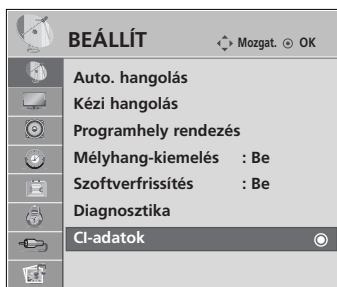 BEÁLLÍT Mozgat. OK
Auto. hangolás
Kézi hangolás
Programhely rendezés
Mélyhang-kiemelés : Be
Szoftverfrissítés : Be
Diagnosztika
CI-adatok